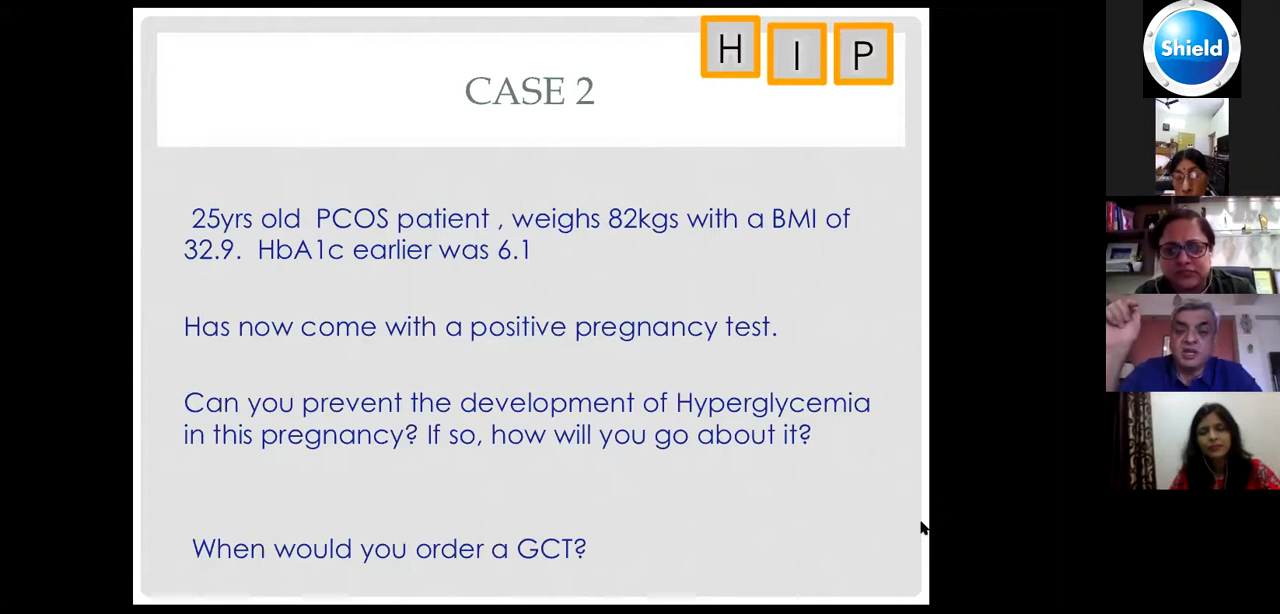 H I P
CASE 2
25yrs old PCOS patient , weighs 82kgs with a BMI of
32.9. HbA1c earlier was 6.1
Has now come with a positive pregnancy test.
Can you prevent the development of Hyperglycemia
in this pregnancy? If so, how will you go about it?
When would you order a GCT?
Shield